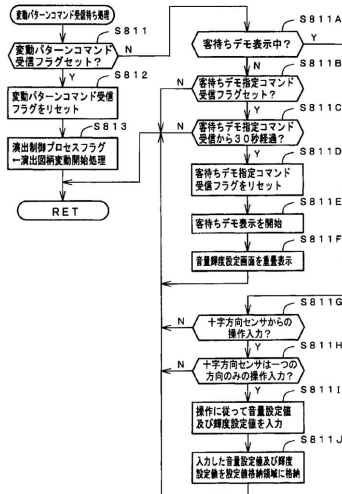 変動パターンコマンド受信待ち処理
S811
変動パターンコマンド
受信フラグセット?
N
Y
S812
変動パターンコマンド受信
フラグをリセット
S813
演出制御プロセスフラグ
←演出図柄変動開始処理
RET
S811A
客待ちデモ表示中?
Y
N
S811B
客待ちデモ指定コマンド
受信フラグセット?
N
Y
S811C
客待ちデモ指定コマンド
受信から30秒経過?
N
Y
S811D
客待ちデモ指定コマンド
受信フラグをリセット
S811E
客待ちデモ表示を開始
S811F
音量輝度設定画面を重畳表示
S811G
十字方向センサからの
操作入力?
N
Y
S811H
十字方向センサは一つの
方向のみの操作入力?
N
Y
S811I
操作に従って音量設定値
及び輝度設定値を入力
S811J
入力した音量設定値及び輝度
設定値を設定値格納領域に格納